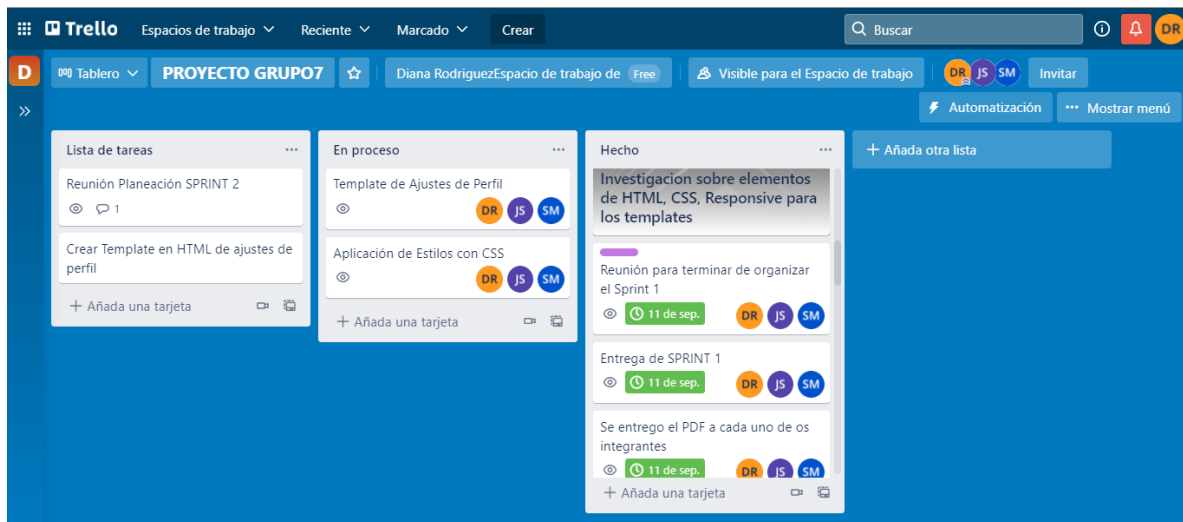 Trello
Espacios de trabajo
Reciente
Marcado
Crear
Buscar
DR
D
Tablero
PROYECTO GRUPO7
Diana RodriguezEspacio de trabajo de
Free
Visible para el Espacio de trabajo
DR JS SM
Invitar
Automatización
... Mostrar menú
Lista de tareas ...
Reunión Planeación SPRINT 2
1
Crear Template en HTML de ajustes de
perfil
+ Añada una tarjeta
En proceso ...
Template de Ajustes de Perfil
DR JS SM
Aplicación de Estilos con CSS
DR JS SM
+ Añada una tarjeta
Hecho ...
Investigacion sobre elementos
de HTML, CSS, Responsive para
los templates
Reunión para terminar de organizar
el Sprint 1
11 de sep. DR JS SM
Entrega de SPRINT 1
11 de sep. DR JS SM
Se entrego el PDF a cada uno de os
integrantes
11 de sep. DR JS SM
+ Añada una tarjeta
+ Añada otra lista